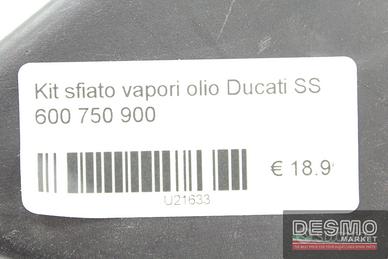 Kit sfiato vapori olio Ducati SS
600 750 900
€ 18.9
U21633
DESMO
MARKET